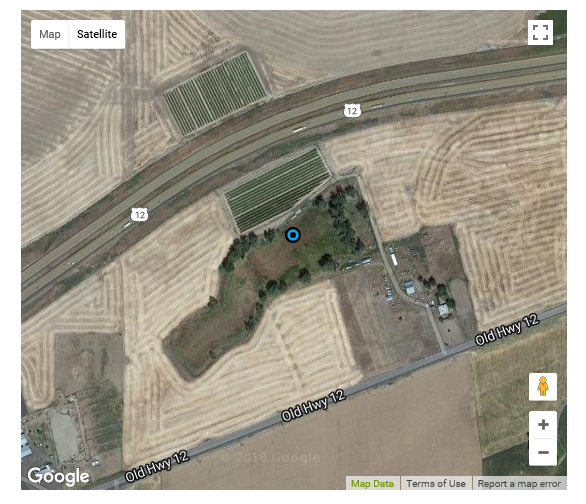 Map Satellite
12
12
Old Hwy 12
Old Hwy 12
Old Hwy 12
© 2018 Google
Google
Map Data Terms of Use Report a map error